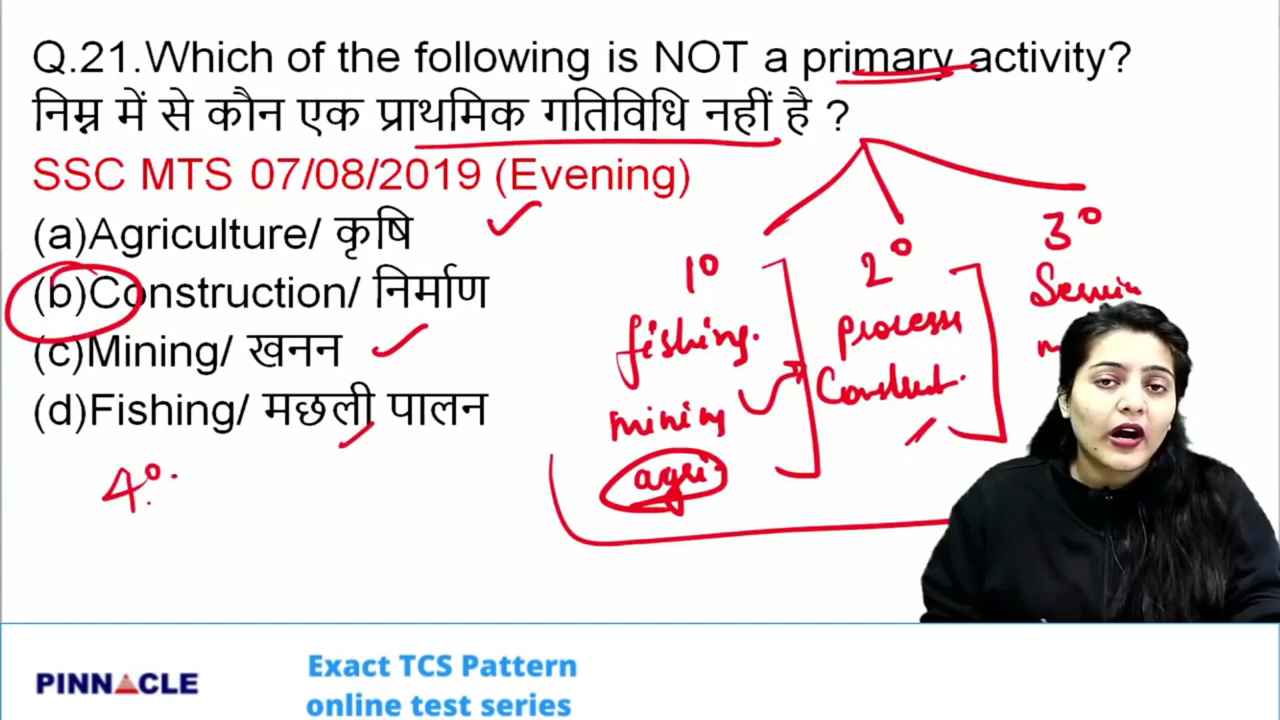 Q.21.Which of the following is NOT a primary activity?
निम्न में से कौन एक प्राथमिक गतिविधि नहीं है ?
SSC MTS 07/08/2019 (Evening)
(a)Agriculture/ कृषि
(b)Construction/ निर्माण
(c)Mining/ खनन
(d)Fishing/ मछली पालन
4°
1°
fishing.
mining
agri.
2°
Process
Construct.
3°
PINNACLE
Exact TCS Pattern
online test series